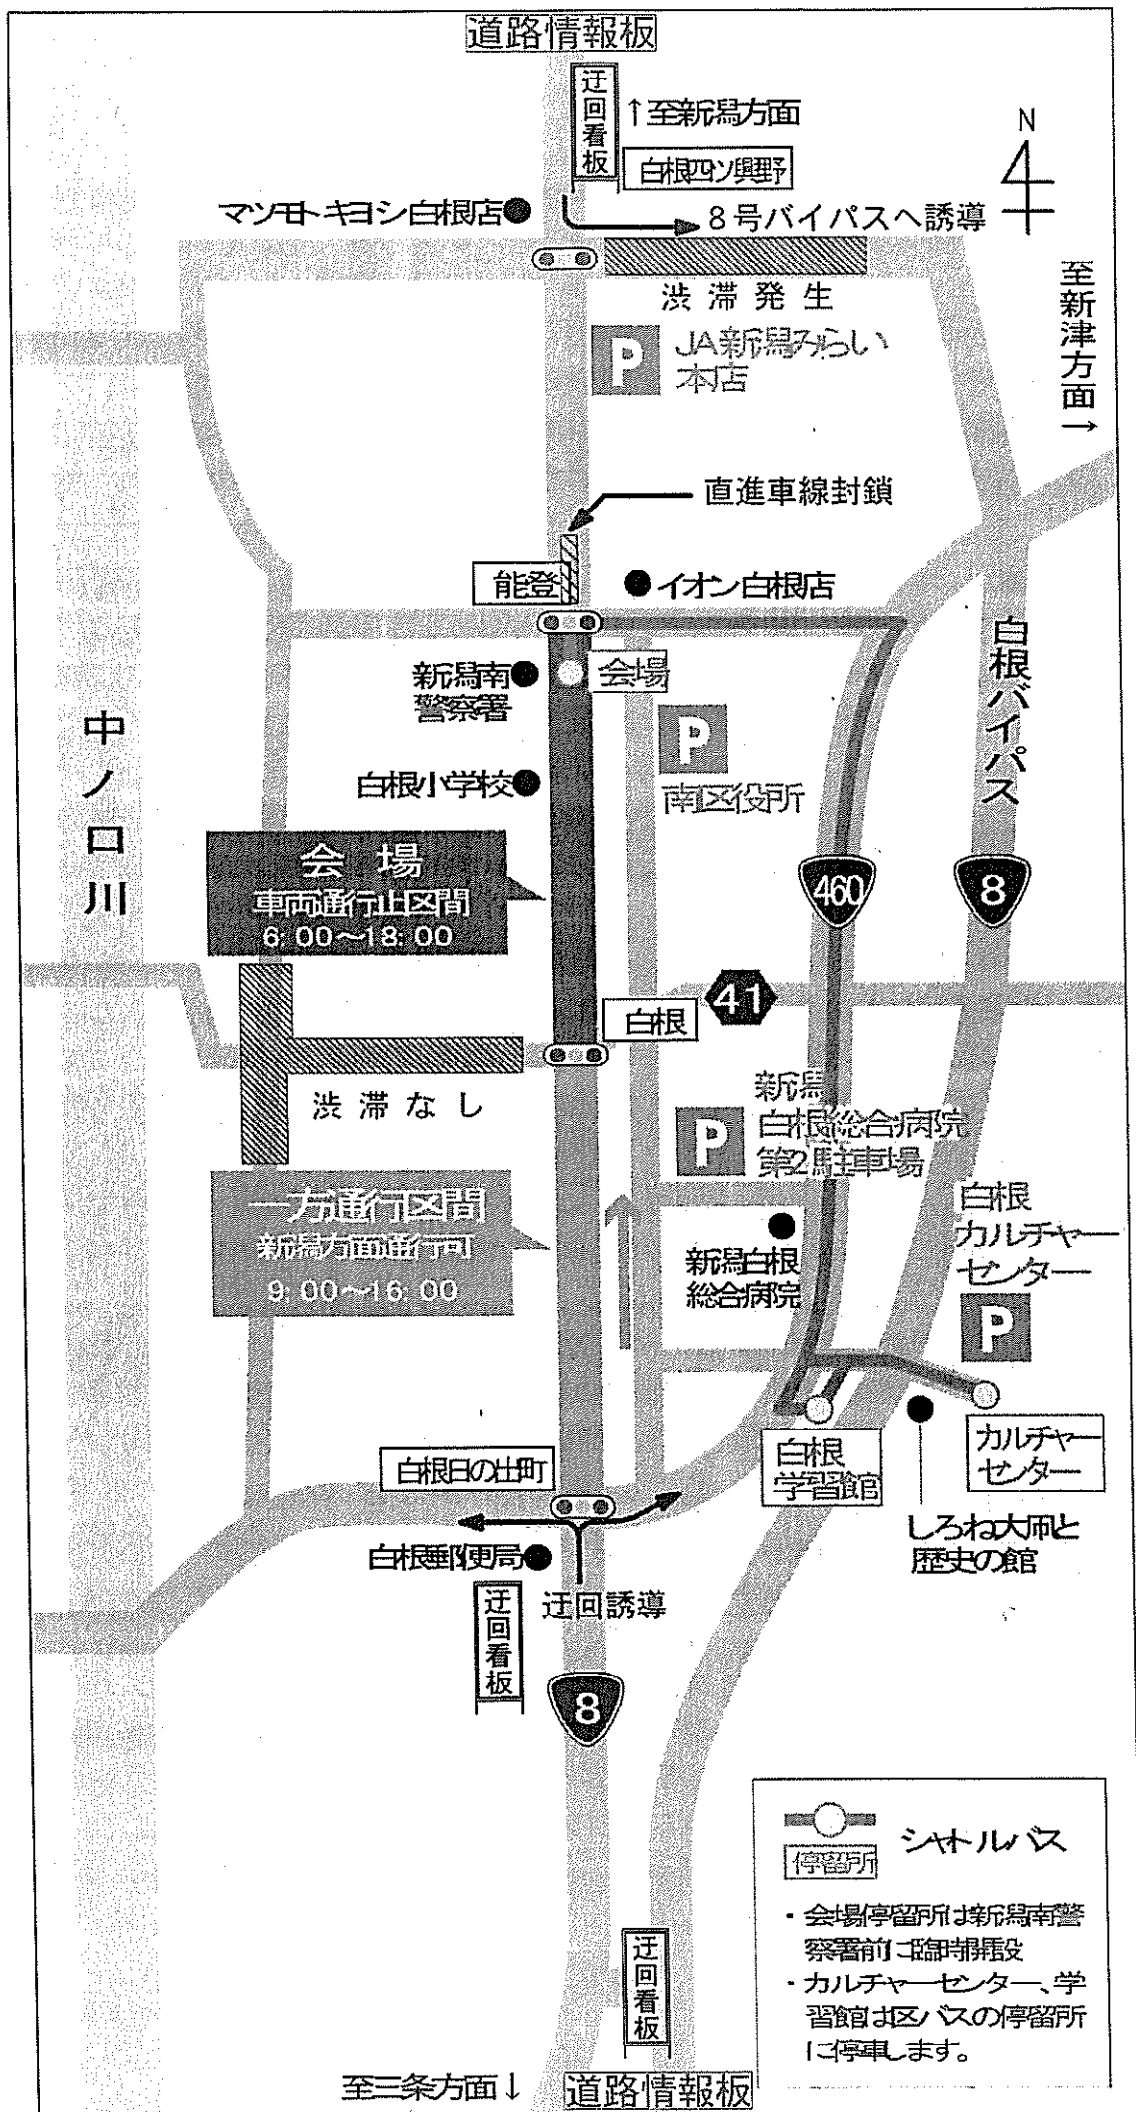 道路情報板
迂回看板
↑至新潟方面
N
白根四ツ興野
マツモトキヨシ白根店
8号バイパスへ誘導
渋滞発生
至新津方面→
P
JA新潟みらい
本店
直進車線封鎖
能登
イオン白根店
新潟南
警察署
会場
白根バイパス
中ノ口川
P
南区役所
白根小学校
会場
車両通行止区間
6:00～18:00
460
8
41
白根
渋滞なし
新潟
白根総合病院
第2駐車場
P
一方通行区間
新潟方面通行可
9:00～16:00
白根
カルチャー
センター
P
新潟白根
総合病院
白根日の出町
白根
学習館
カルチャー
センター
しろね大凧と
歴史の館
白根郵便局
迂回誘導
迂回看板
8
停留所
シャトルバス
・会場停留所は新潟南警
察署前に臨時開設
・カルチャーセンター、学
習館は区バスの停留所
に停車します。
迂回看板
至三条方面↓
道路情報板